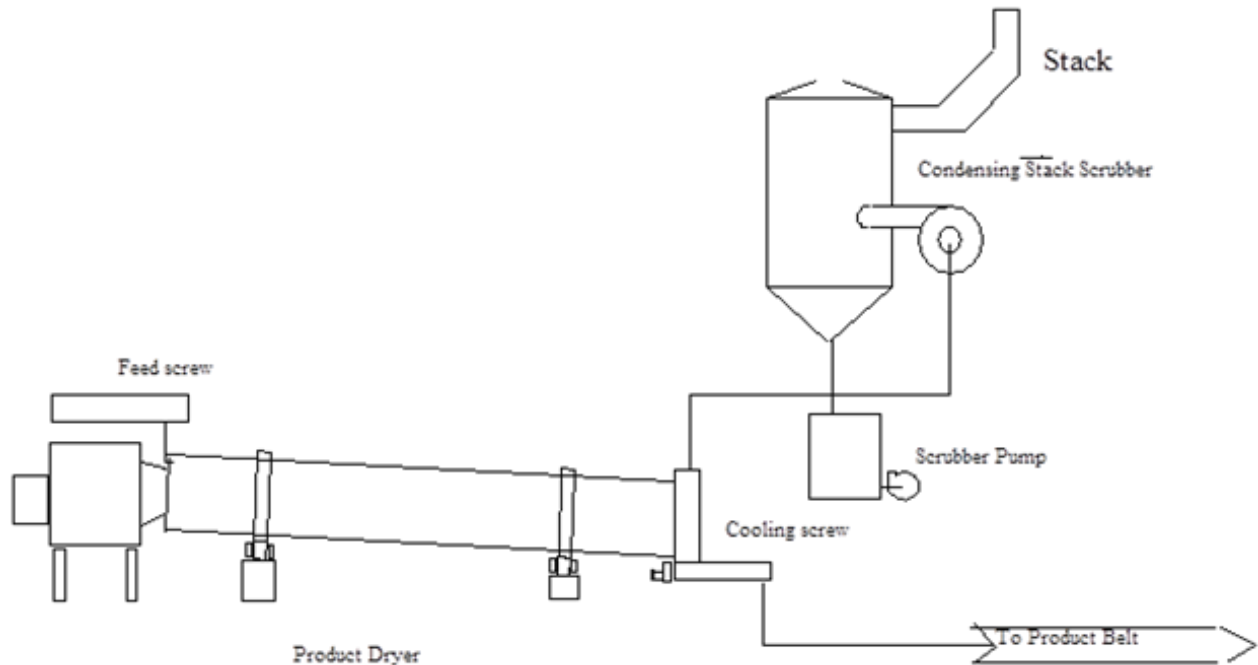 Stack
Condensing Stack Scrubber
Feed screw
Scrubber Pump
Cooling screw
To Product Belt
Product Dryer